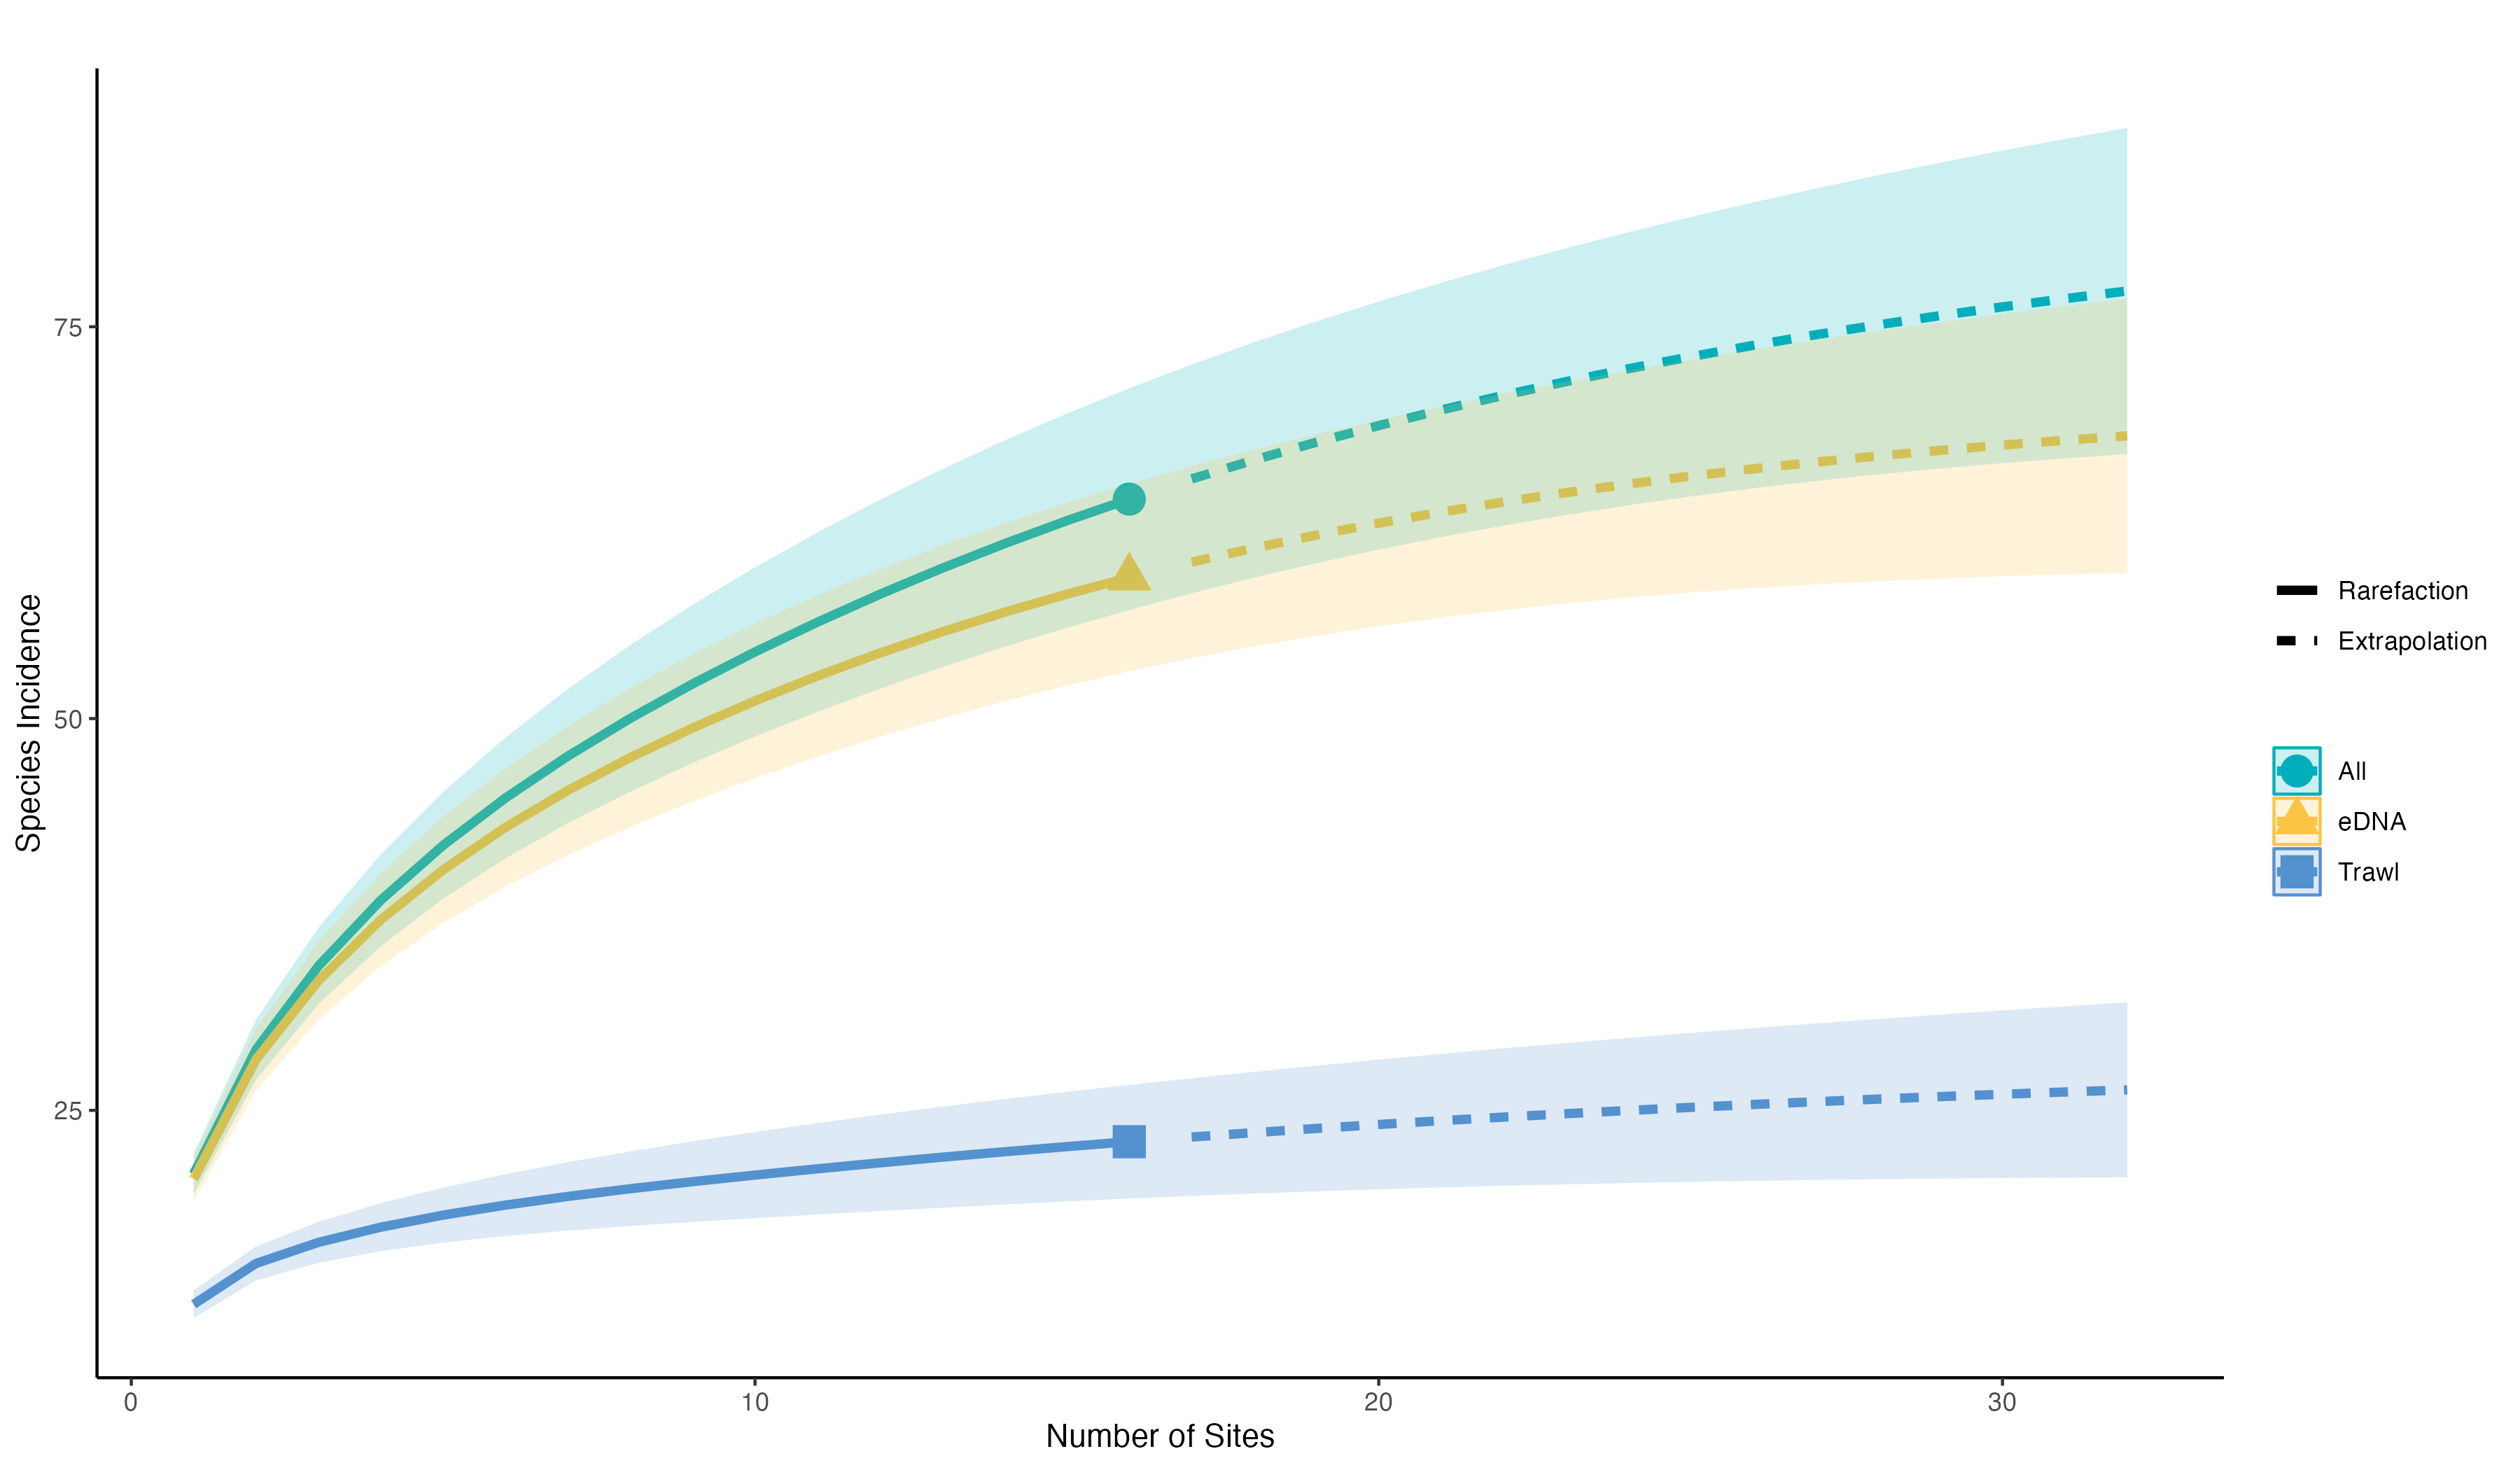 Species Incidence
75
50
25
0
10
20
30
Number of Sites
Rarefaction
Extrapolation
All
eDNA
Trawl